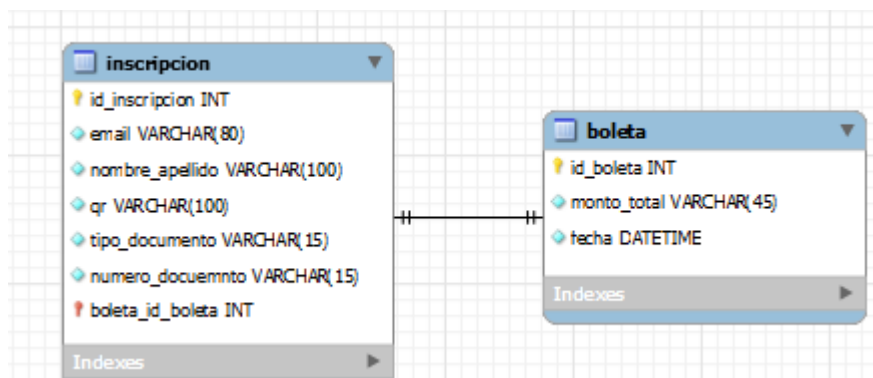 inscripcion
id_inscripcion INT
email VARCHAR(80)
nombre_apellido VARCHAR(100)
qr VARCHAR(100)
tipo_documento VARCHAR(15)
numero_docuemnto VARCHAR(15)
boleta_id_boleta INT
Indexes
boleta
id_boleta INT
monto_total VARCHAR(45)
fecha DATETIME
Indexes